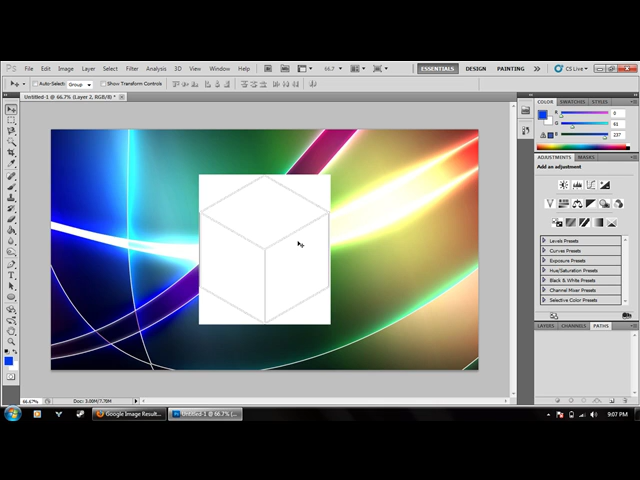 Ps File Edit Image Layer Select Filter Analysis 3D View Window Help 66.7 ESSENTIALS DESIGN PAINTING CS Live
Auto-Select: Group Show Transform Controls
Untitled-1 @ 66.7% (Layer 2, RGB/8) *
COLOR SWATCHES STYLES
R 0
G 61
B 237
ADJUSTMENTS MASKS
Add an adjustment
Levels Presets
Curves Presets
Exposure Presets
Hue/Saturation Presets
Black & White Presets
Channel Mixer Presets
Selective Color Presets
LAYERS CHANNELS PATHS
66.67% Doc: 3.00M/7.70M
Google Image Result... Untitled-1 @ 66.7% (... 9:07 PM